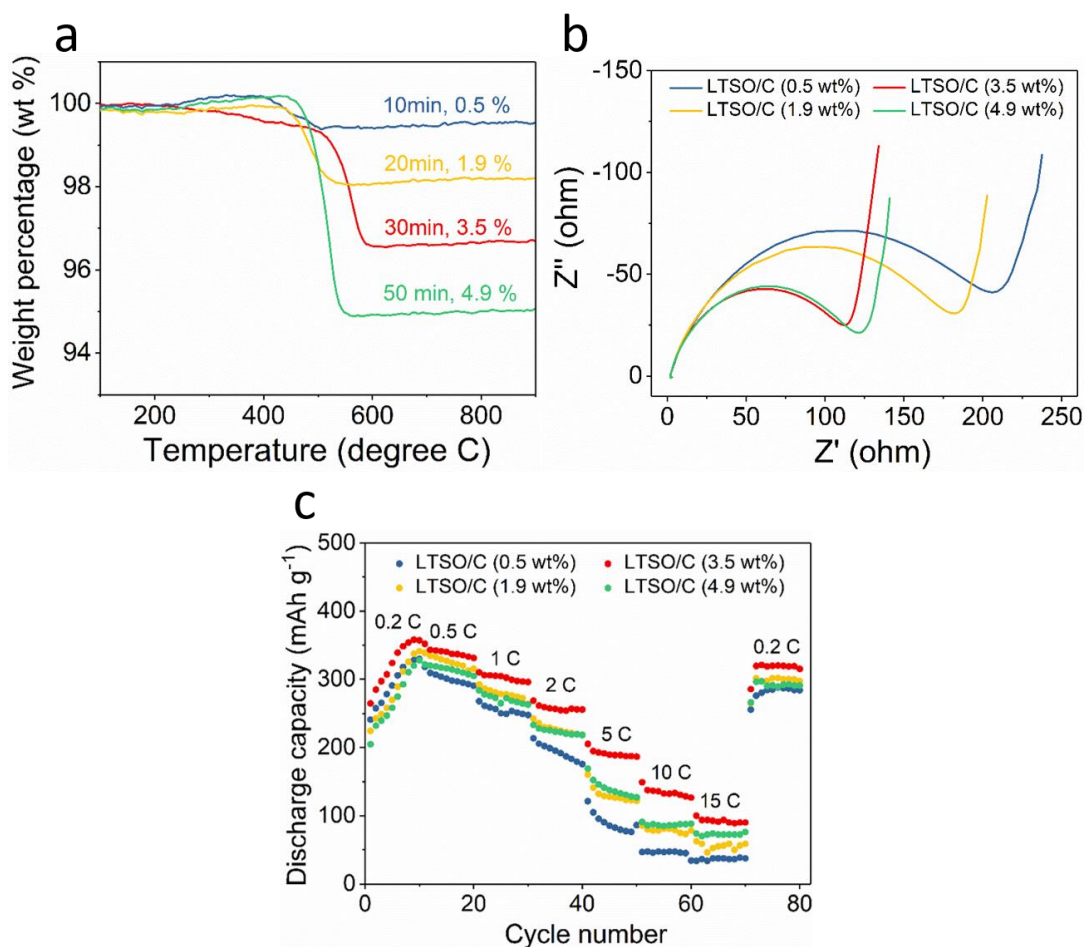 a
Weight percentage (wt %)
100
98
96
94
10min, 0.5 %
20min, 1.9 %
30min, 3.5 %
50 min, 4.9 %
200
400
600
800
Temperature (degree C)
b
Z" (ohm)
-150
-100
-50
0
LTSO/C (0.5 wt%)
LTSO/C (3.5 wt%)
LTSO/C (1.9 wt%)
LTSO/C (4.9 wt%)
0
50
100
150
200
250
Z' (ohm)
c
Discharge capacity (mAh g⁻¹)
500
400
300
200
100
0
LTSO/C (0.5 wt%)
LTSO/C (3.5 wt%)
LTSO/C (1.9 wt%)
LTSO/C (4.9 wt%)
0.2 C
0.5 C
1 C
2 C
5 C
10 C
15 C
0.2 C
0
20
40
60
80
Cycle number